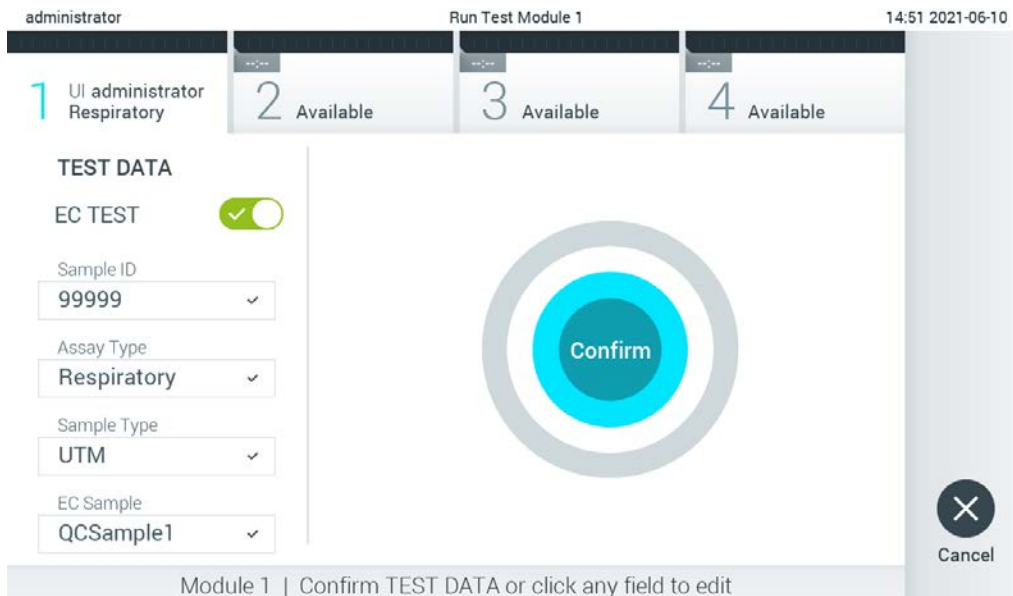 administrator Run Test Module 1 14:51 2021-06-10
--:-- --:-- --:--
1 UI administrator 2 Available 3 Available 4 Available
Respiratory
TEST DATA
EC TEST
Sample ID
99999
Assay Type
Respiratory
Sample Type
UTM
EC Sample
QCSample1
Confirm
Cancel
Module 1 | Confirm TEST DATA or click any field to edit